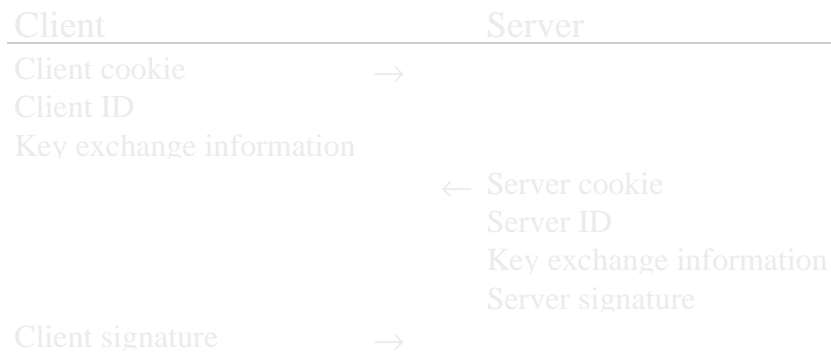 Client Server
Client cookie →
Client ID
Key exchange information
← Server cookie
Server ID
Key exchange information
Server signature
Client signature →